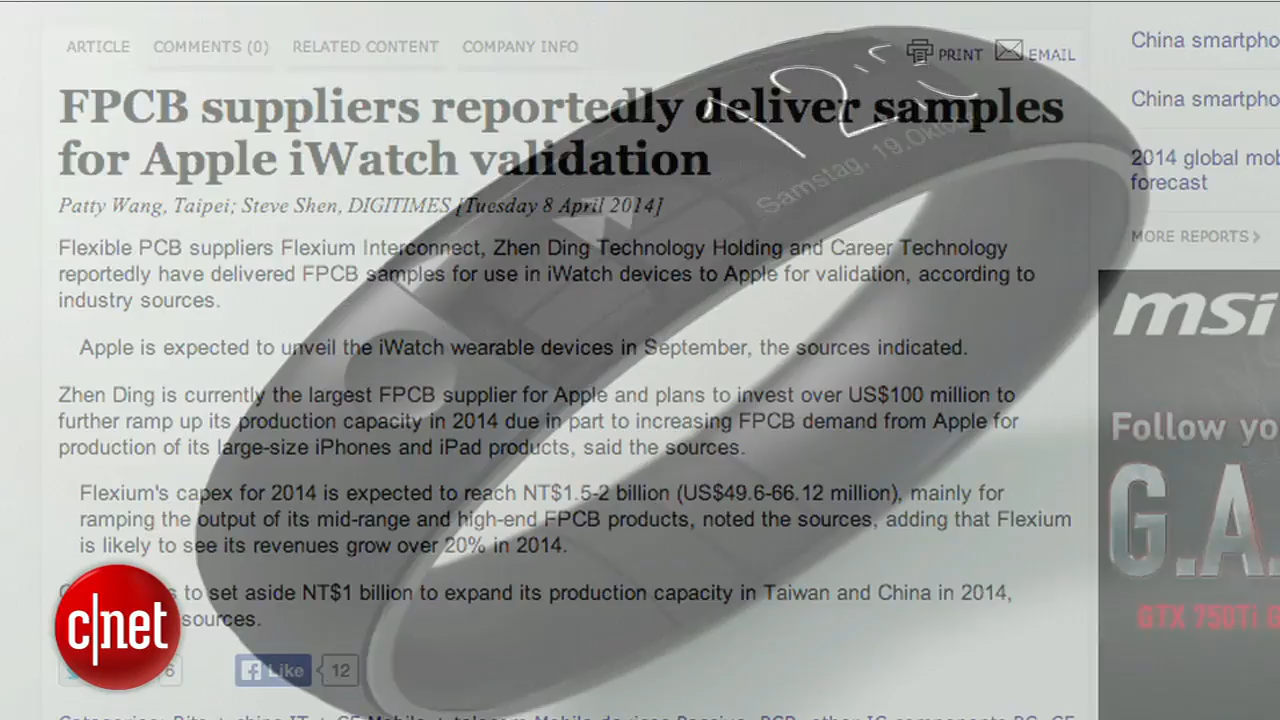 ARTICLE COMMENTS (0) RELATED CONTENT COMPANY INFO
PRINT EMAIL
FPCB suppliers reportedly deliver samples
for Apple iWatch validation
Patty Wang, Taipei; Steve Shen, DIGITIMES [Tuesday 8 April 2014]
Flexible PCB suppliers Flexium Interconnect, Zhen Ding Technology Holding and Career Technology
reportedly have delivered FPCB samples for use in iWatch devices to Apple for validation, according to
industry sources.
Apple is expected to unveil the iWatch wearable devices in September, the sources indicated.
Zhen Ding is currently the largest FPCB supplier for Apple and plans to invest over US$100 million to
further ramp up its production capacity in 2014 due in part to increasing FPCB demand from Apple for
production of its large-size iPhones and iPad products, said the sources.
Flexium's capex for 2014 is expected to reach NT$1.5-2 billion (US$49.6-66.12 million), mainly for
ramping the output of its mid-range and high-end FPCB products, noted the sources, adding that Flexium
is likely to see its revenues grow over 20% in 2014.
to set aside NT$1 billion to expand its production capacity in Taiwan and China in 2014,
sources.
c|net
6
Like 12
Samstag, 19.Okto
China smartpho
China smartpho
2014 global mob
forecast
MORE REPORTS >
msi
Follow yo
G.A.
GTX 750Ti G